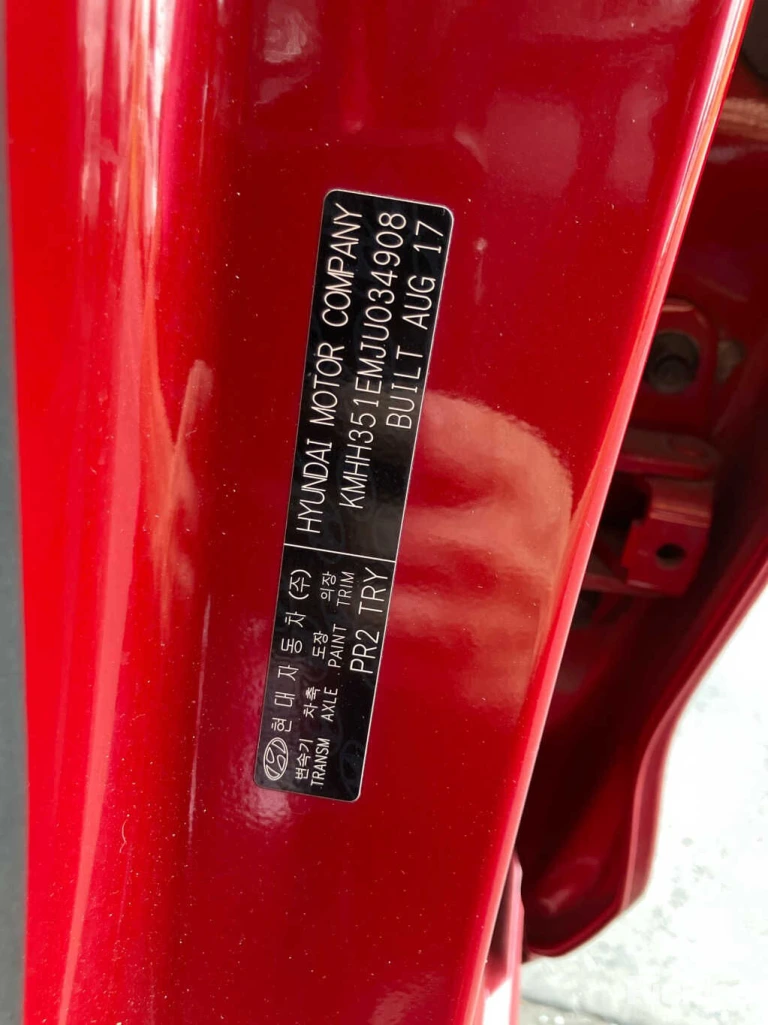 현대자동차(주)
HYUNDAI MOTOR COMPANY
변속기 차축 도장 의장
TRANSM AXLE PAINT TRIM
KMHH351EMJU034908
PR2 TRY
BUILT AUG 17